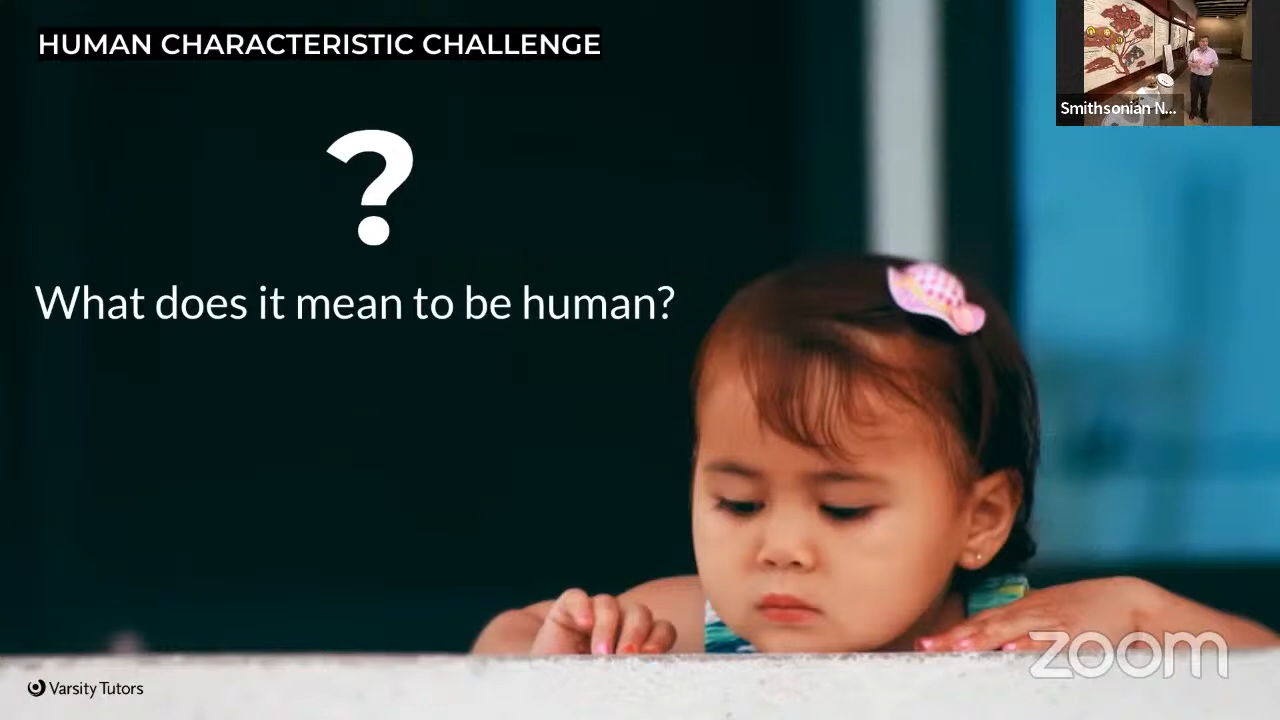 HUMAN CHARACTERISTIC CHALLENGE
?
What does it mean to be human?
Smithsonian N...
zoom
Varsity Tutors